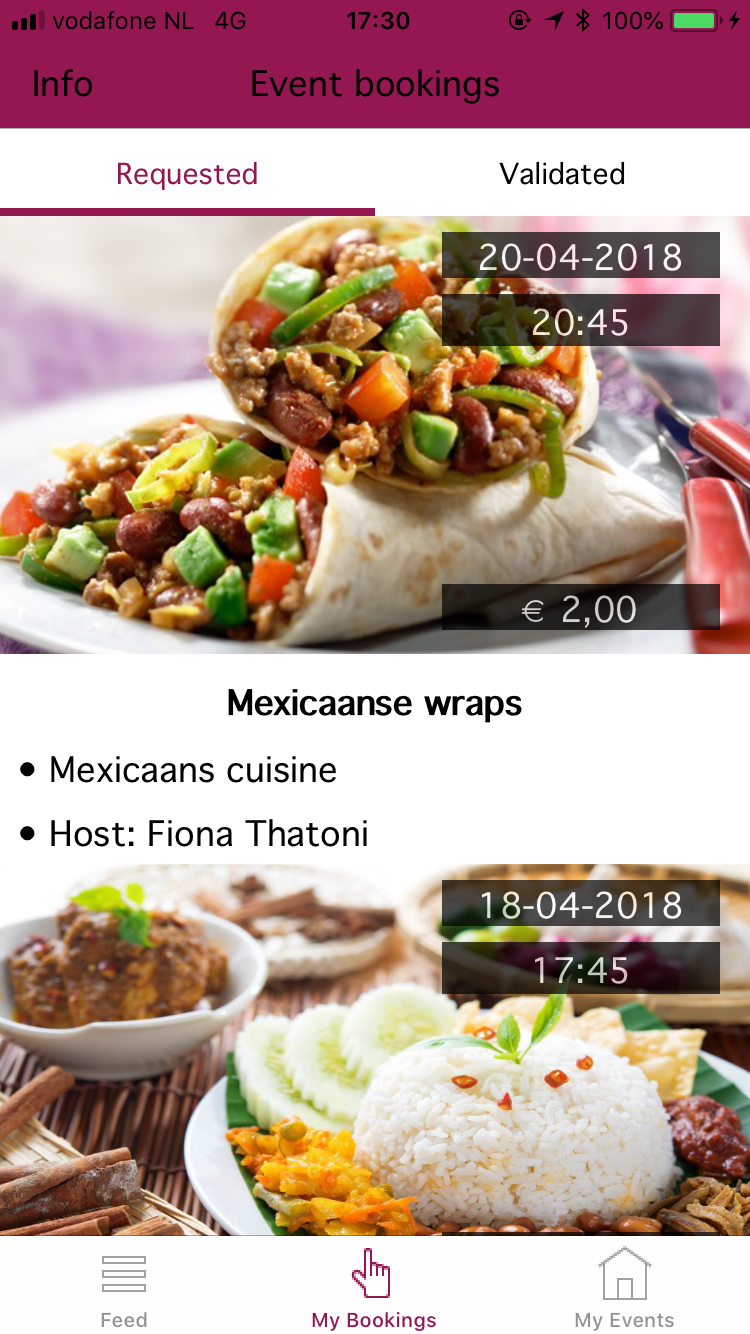 vodafone NL 4G 17:30 100%
Info Event bookings
Requested Validated
20-04-2018
20:45
€ 2,00
Mexicaanse wraps
• Mexicaans cuisine
• Host: Fiona Thatoni
18-04-2018
17:45
Feed My Bookings My Events